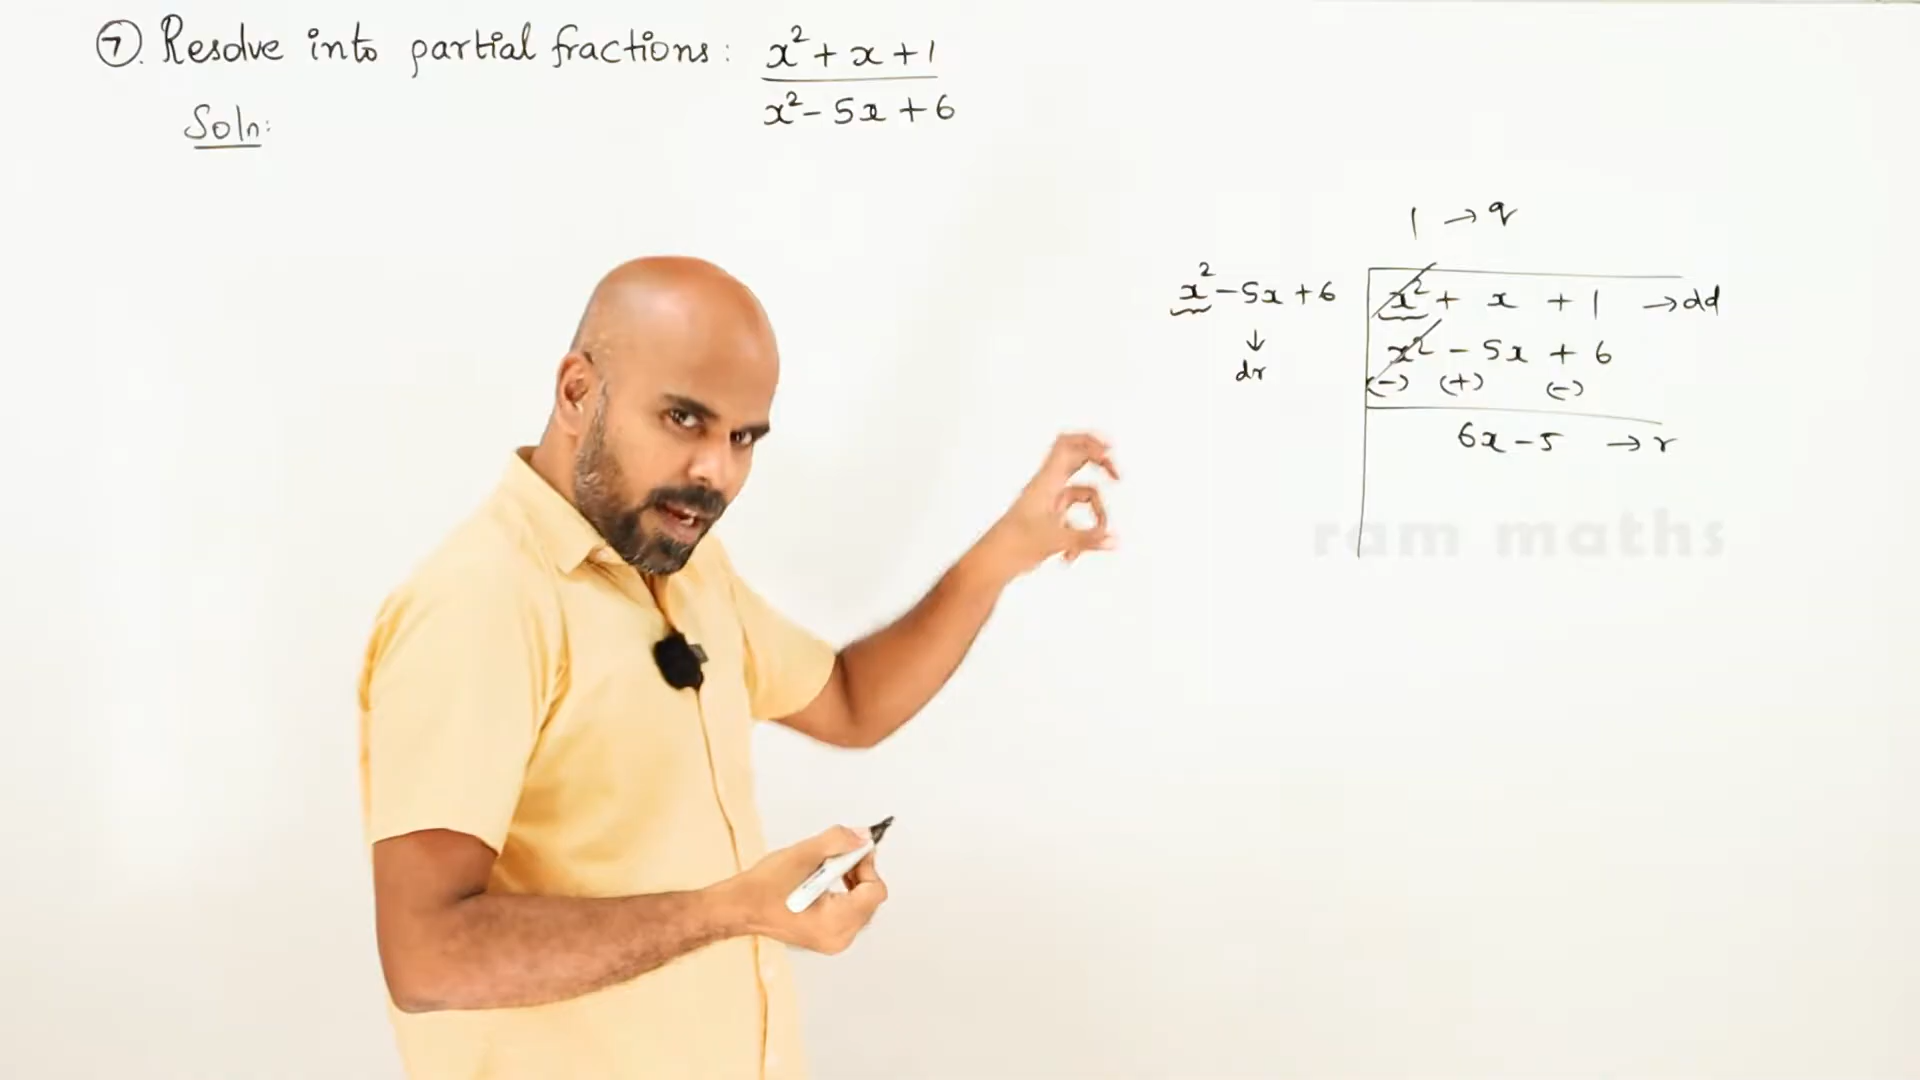 7. Resolve into partial fractions: x² + x + 1 / x² - 5x + 6
Soln:
1 → q
x² - 5x + 6
x² + x + 1 → dd
↓
dr
x² - 5x + 6
(-) (+) (-)
6x - 5 → r
ram maths